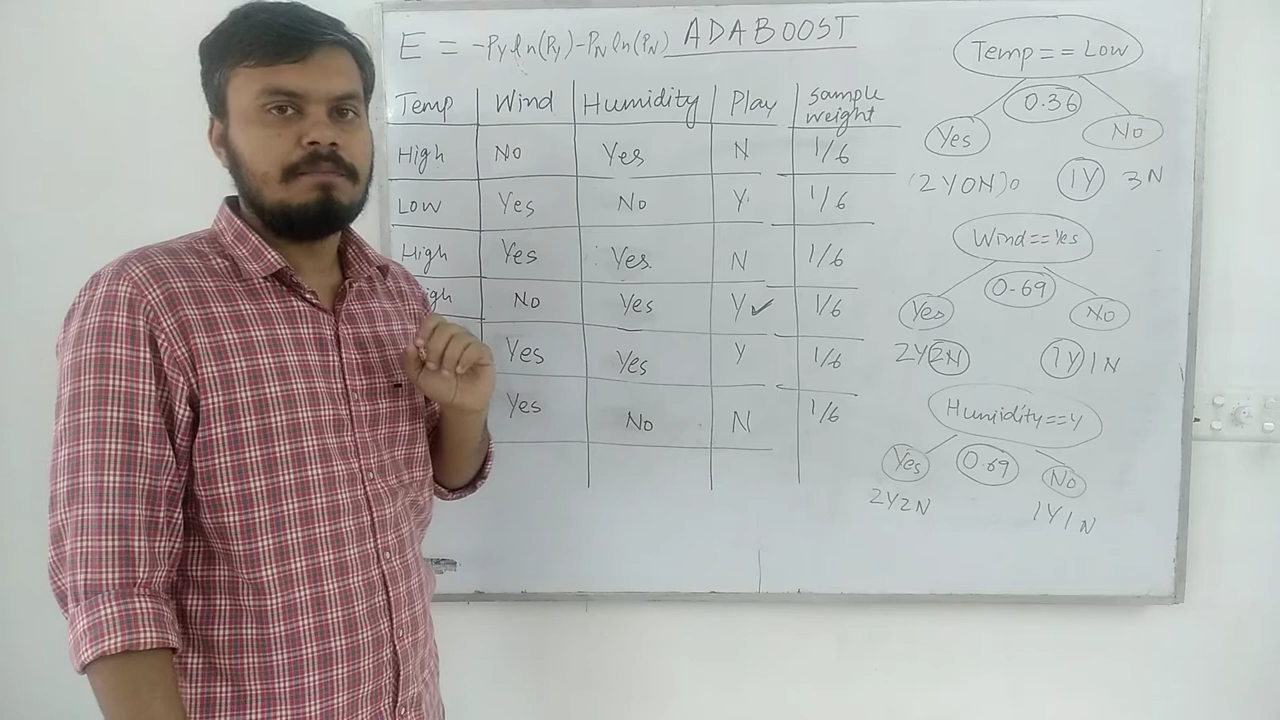 E = -PY ln(PY)-PN ln(PN) ADABOOST
Temp Wind Humidity Play Sample weight
High NO Yes N 1/6
Low Yes No Y 1/6
High Yes Yes N 1/6
No Yes Y✓ 1/6
Yes Yes Y 1/6
Yes No N 1/6
Temp == Low
0.36
Yes No
(2Y0N)0 1Y 3N
Wind==Yes
0.69
Yes No
2Y2N 1Y1N
Humidity==Y
Yes 0.69 No
2Y2N 1Y1N